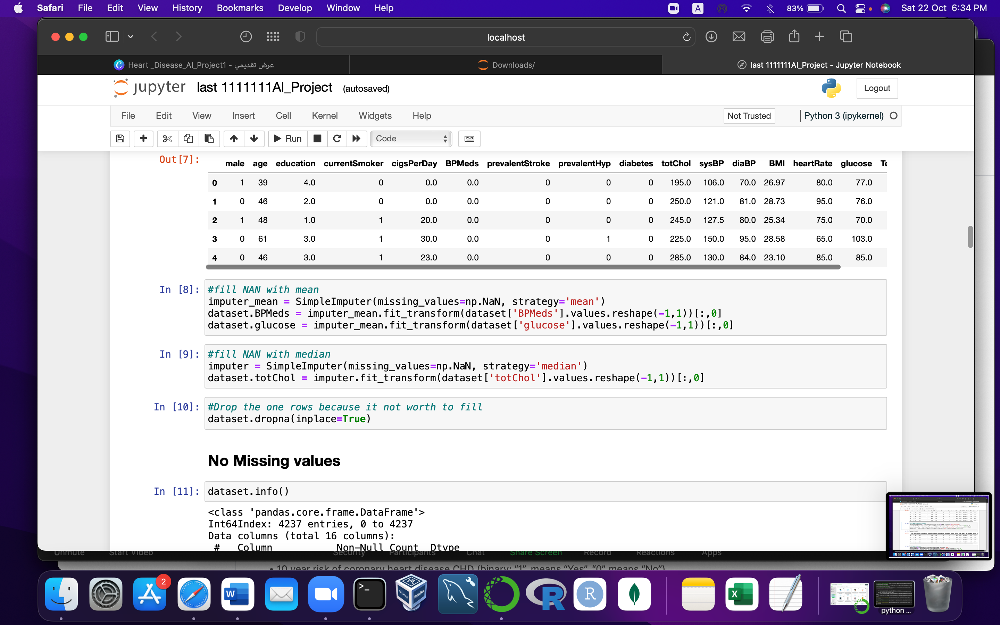 Safari File Edit View History Bookmarks Develop Window Help A 83% Sat 22 Oct 6:34 PM
localhost
Heart _Disease_AI_Project1 - عرض تقديمي Downloads/ last 1111111AI_Project - Jupyter Notebook
jupyter last 1111111AI_Project (autosaved) Logout
File Edit View Insert Cell Kernel Widgets Help Not Trusted Python 3 (ipykernel)
Run Code
Out[7]:
male age education currentSmoker cigsPerDay BPMeds prevalentStroke prevalentHyp diabetes totChol sysBP diaBP BMI heartRate glucose Te
0 1 39 4.0 0 0.0 0.0 0 0 0 195.0 106.0 70.0 26.97 80.0 77.0
1 0 46 2.0 0 0.0 0.0 0 0 0 250.0 121.0 81.0 28.73 95.0 76.0
2 1 48 1.0 1 20.0 0.0 0 0 0 245.0 127.5 80.0 25.34 75.0 70.0
3 0 61 3.0 1 30.0 0.0 0 1 0 225.0 150.0 95.0 28.58 65.0 103.0
4 0 46 3.0 1 23.0 0.0 0 0 0 285.0 130.0 84.0 23.10 85.0 85.0
In [8]: #fill NAN with mean
imputer_mean = SimpleImputer(missing_values=np.NaN, strategy='mean')
dataset.BPMeds = imputer_mean.fit_transform(dataset['BPMeds'].values.reshape(-1,1))[:,0]
dataset.glucose = imputer_mean.fit_transform(dataset['glucose'].values.reshape(-1,1))[:,0]
In [9]: #fill NAN with median
imputer = SimpleImputer(missing_values=np.NaN, strategy='median')
dataset.totChol = imputer.fit_transform(dataset['totChol'].values.reshape(-1,1))[:,0]
In [10]: #Drop the one rows because it not worth to fill
dataset.dropna(inplace=True)
No Missing values
In [11]: dataset.info()
<class 'pandas.core.frame.DataFrame'>
Int64Index: 4237 entries, 0 to 4237
Data columns (total 16 columns):
# Column Non-Null Count Dtype
Unmute Start Video Security Participants Chat Share Screen Record Reactions Apps
• 10 year risk of coronary heart disease CHD (binary: “1”, means “Yes”, “0” means “No”)
2
W
>_
ORACLE
VirtualBox
R
R
X
python ...